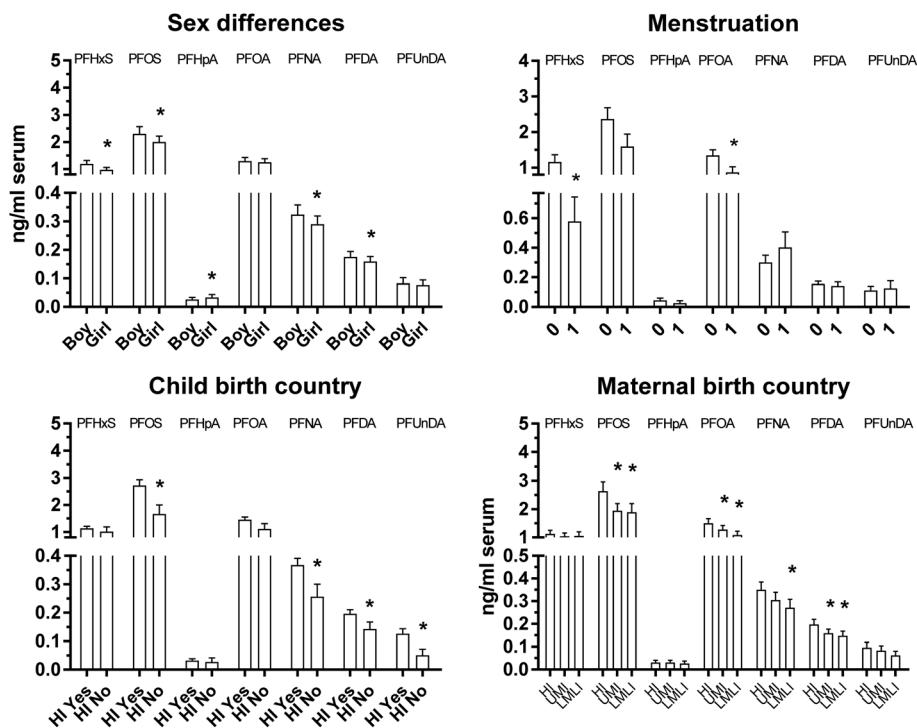 Sex differences
PFHxS PFOS PFHpA PFOA PFNA PFDA PFUnDA
ng/ml serum
5
4
3
2
1
0.4
0.3
0.2
0.1
0.0
Boy Girl Boy Girl Boy Girl Boy Girl Boy Girl Boy Girl Boy Girl
* * * * *
Menstruation
PFHxS PFOS PFHpA PFOA PFNA PFDA PFUnDA
4
3
2
1
0.6
0.4
0.2
0.0
0 1 0 1 0 1 0 1 0 1 0 1 0 1
* *
Child birth country
PFHxS PFOS PFHpA PFOA PFNA PFDA PFUnDA
5
4
3
2
1
0.4
0.3
0.2
0.1
0.0
HI Yes HI No HI Yes HI No HI Yes HI No HI Yes HI No HI Yes HI No HI Yes HI No HI Yes HI No
* * * *
Maternal birth country
PFHxS PFOS PFHpA PFOA PFNA PFDA PFUnDA
ng/ml serum
5
4
3
2
1
0.5
0.4
0.3
0.2
0.1
0.0
HI UMI LMLI HI UMI LMLI HI UMI LMLI HI UMI LMLI HI UMI LMLI HI UMI LMLI HI UMI LMLI
* * * * * * *